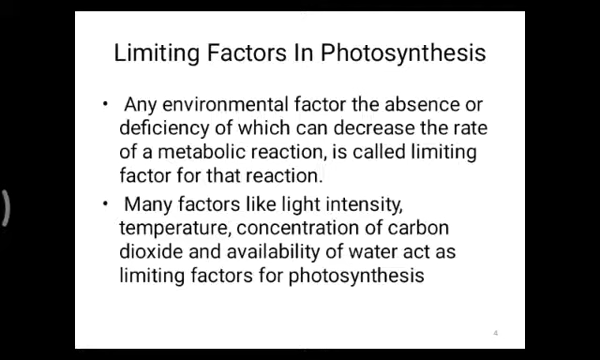 Limiting Factors In Photosynthesis
• Any environmental factor the absence or
deficiency of which can decrease the rate
of a metabolic reaction, is called limiting
factor for that reaction.
• Many factors like light intensity,
temperature, concentration of carbon
dioxide and availability of water act as
limiting factors for photosynthesis
4